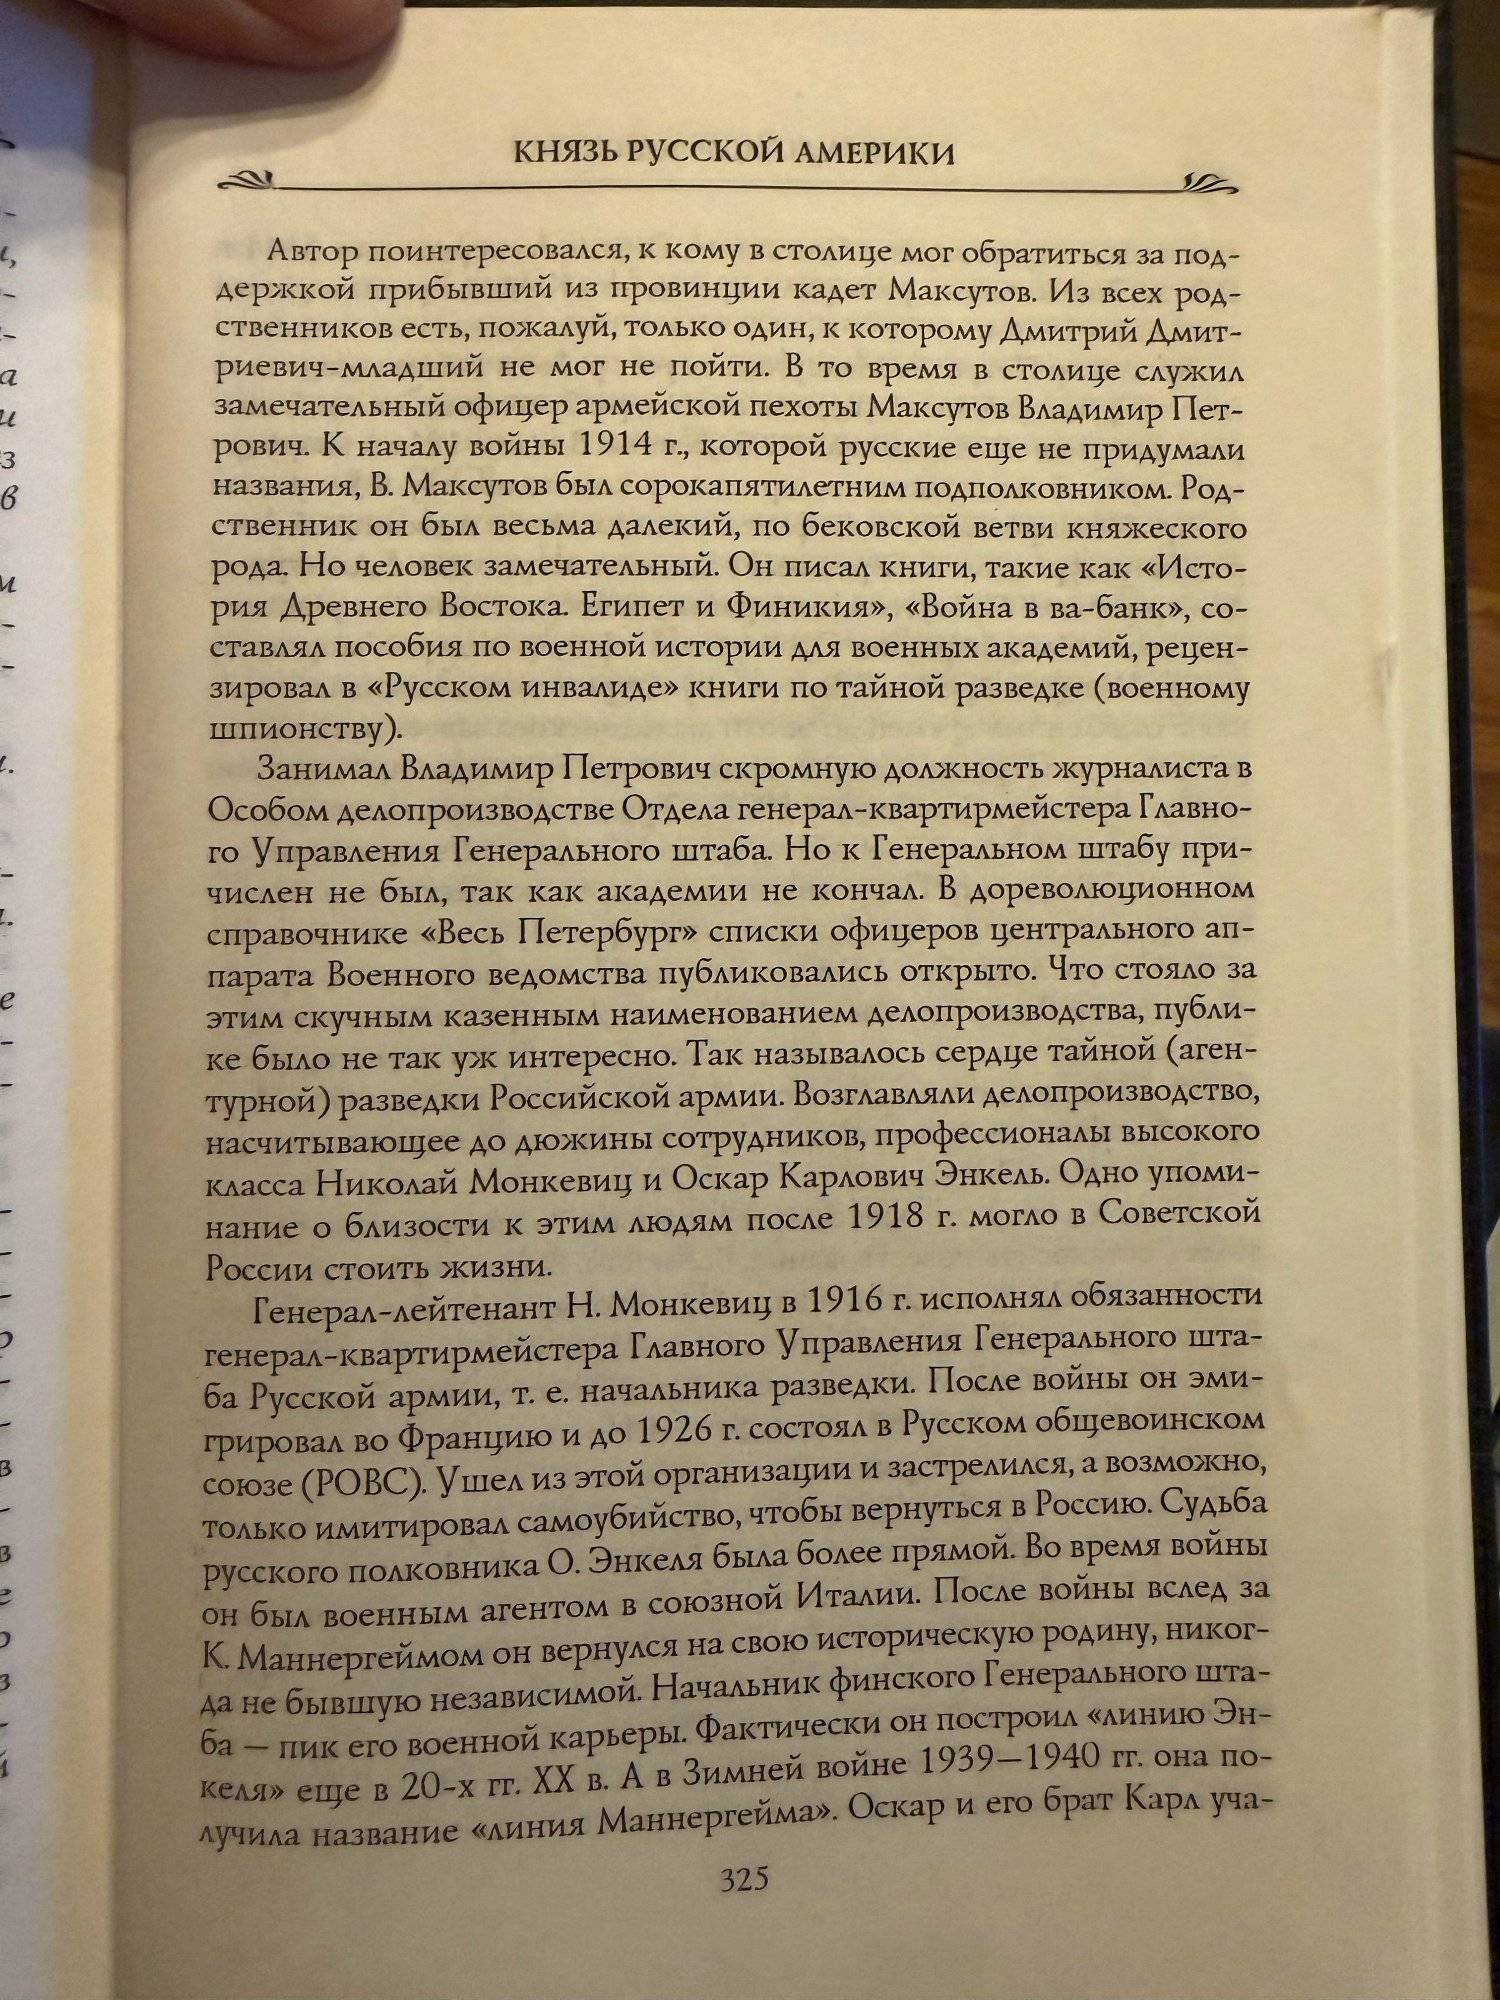 КНЯЗЬ РУССКОЙ АМЕРИКИ
Автор поинтересовался, к кому в столице мог обратиться за под-
держкой прибывший из провинции кадет Максутов. Из всех род-
ственников есть, пожалуй, только один, к которому Дмитрий Дмит-
риевич-младший не мог не пойти. В то время в столице служил
замечательный офицер армейской пехоты Максутов Владимир Пет-
рович. К началу войны 1914 г., которой русские еще не придумали
названия, В. Максутов был сорокапятилетним подполковником. Род-
ственник он был весьма далекий, по бековской ветви княжеского
рода. Но человек замечательный. Он писал книги, такие как «Исто-
рия Древнего Востока. Египет и Финикия», «Война в ва-банк», со-
ставлял пособия по военной истории для военных академий, рецен-
зировал в «Русском инвалиде» книги по тайной разведке (военному
шпионству).
Занимал Владимир Петрович скромную должность журналиста в
Особом делопроизводстве Отдела генерал-квартирмейстера Главно-
го Управления Генерального штаба. Но к Генеральном штабу при-
числен не был, так как академии не кончал. В дореволюционном
справочнике «Весь Петербург» списки офицеров центрального ап-
парата Военного ведомства публиковались открыто. Что стояло за
этим скучным казенным наименованием делопроизводства, публи-
ке было не так уж интересно. Так называлось сердце тайной (аген-
турной) разведки Российской армии. Возглавляли делопроизводство,
насчитывающее до дюжины сотрудников, профессионалы высокого
класса Николай Монкевиц и Оскар Карлович Энкель. Одно упоми-
нание о близости к этим людям после 1918 г. могло в Советской
России стоить жизни.
Генерал-лейтенант Н. Монкевиц в 1916 г. исполнял обязанности
генерал-квартирмейстера Главного Управления Генерального шта-
ба Русской армии, т. е. начальника разведки. После войны он эми-
грировал во Францию и до 1926 г. состоял в Русском общевоинском
союзе (РОВС). Ушел из этой организации и застрелился, а возможно,
только имитировал самоубийство, чтобы вернуться в Россию. Судьба
русского полковника О. Энкеля была более прямой. Во время войны
он был военным агентом в союзной Италии. После войны вслед за
К. Маннергеймом он вернулся на свою историческую родину, никог-
да не бывшую независимой. Начальник финского Генерального шта-
ба — пик его военной карьеры. Фактически он построил «линию Эн-
келя» еще в 20-х гг. XX в. А в Зимней войне 1939—1940 гг. она по-
лучила название «линия Маннергейма». Оскар и его брат Карл уча-
325